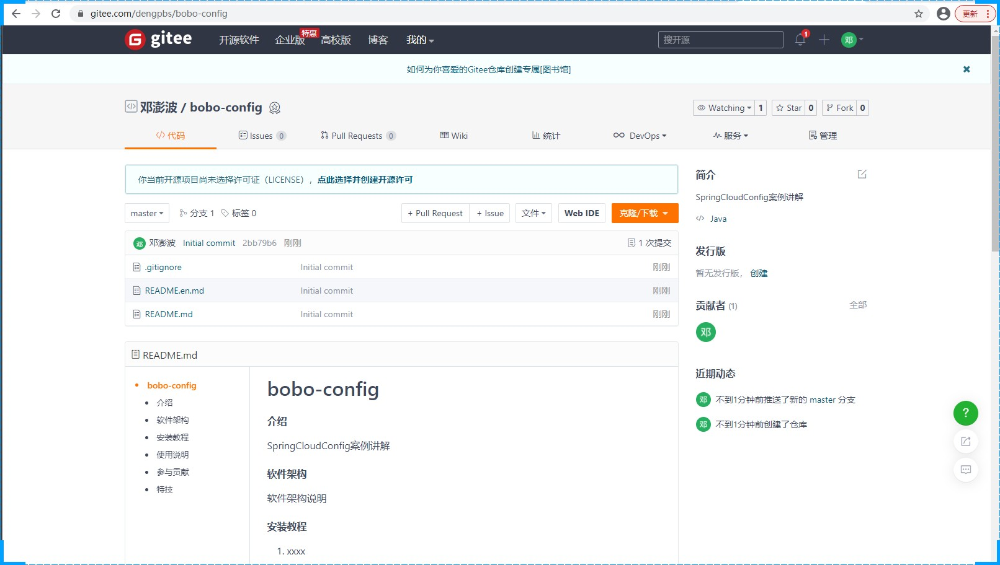 gitee.com/dengpbs/bobo-config
更新
gitee
开源软件
企业版
特惠
高校版
博客
我的
搜开源
1
邓
如何为你喜爱的Gitee仓库创建专属[图书馆]
邓澎波 / bobo-config
Watching 1
Star 0
Fork 0
代码
Issues 0
Pull Requests 0
Wiki
统计
DevOps
服务
管理
你当前开源项目尚未选择许可证（LICENSE），点此选择并创建开源许可
master
分支 1
标签 0
+ Pull Request
+ Issue
文件
Web IDE
克隆/下载
邓 邓澎波 Initial commit 2bb79b6 刚刚
1 次提交
.gitignore Initial commit 刚刚
README.en.md Initial commit 刚刚
README.md Initial commit 刚刚
README.md
bobo-config
介绍
软件架构
安装教程
使用说明
参与贡献
特技
bobo-config
介绍
SpringCloudConfig案例讲解
软件架构
软件架构说明
安装教程
1. xxxx
简介
SpringCloudConfig案例讲解
Java
发行版
暂无发行版，创建
贡献者 (1) 全部
邓
近期动态
邓 不到1分钟前推送了新的 master 分支
邓 不到1分钟前创建了仓库
?